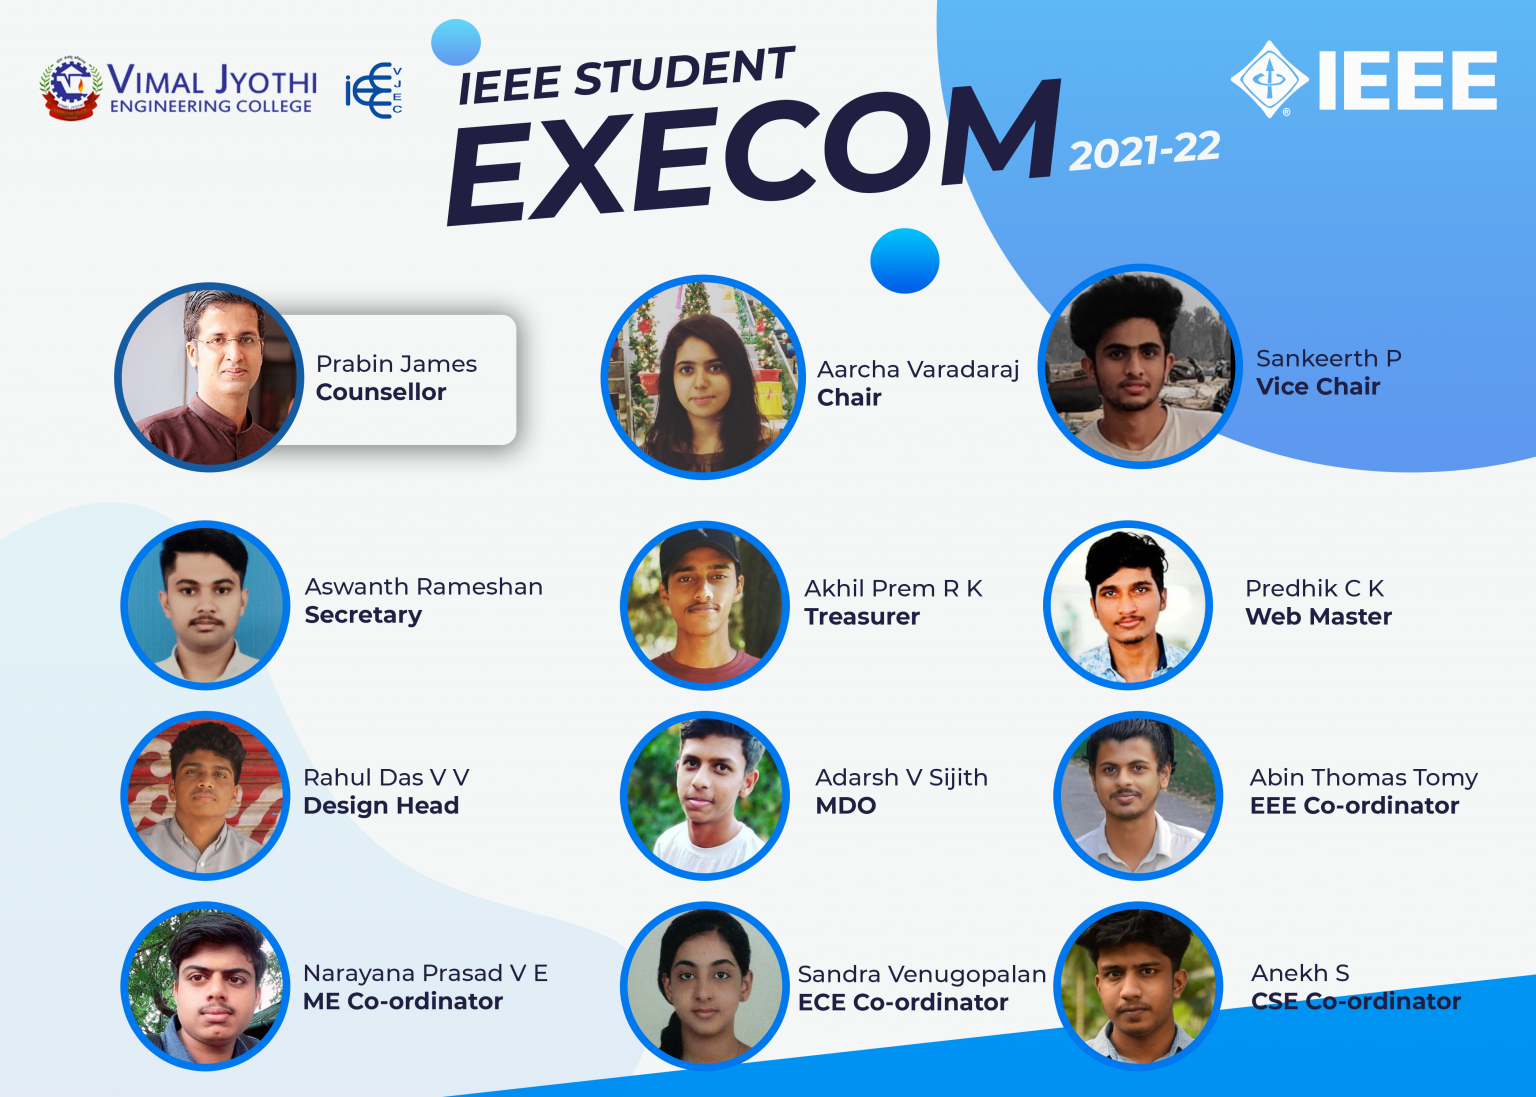 VIMAL JYOTHI
ENGINEERING COLLEGE
iEEE
VJEC
IEEE STUDENT
EXECOM
2021-22
IEEE
®
Prabin James
Counsellor
Aarcha Varadaraj
Chair
Sankeerth P
Vice Chair
Aswanth Rameshan
Secretary
Akhil Prem R K
Treasurer
Predhik C K
Web Master
Rahul Das V V
Design Head
Adarsh V Sijith
MDO
Abin Thomas Tomy
EEE Co-ordinator
Narayana Prasad V E
ME Co-ordinator
Sandra Venugopalan
ECE Co-ordinator
Anekh S
CSE Co-ordinator